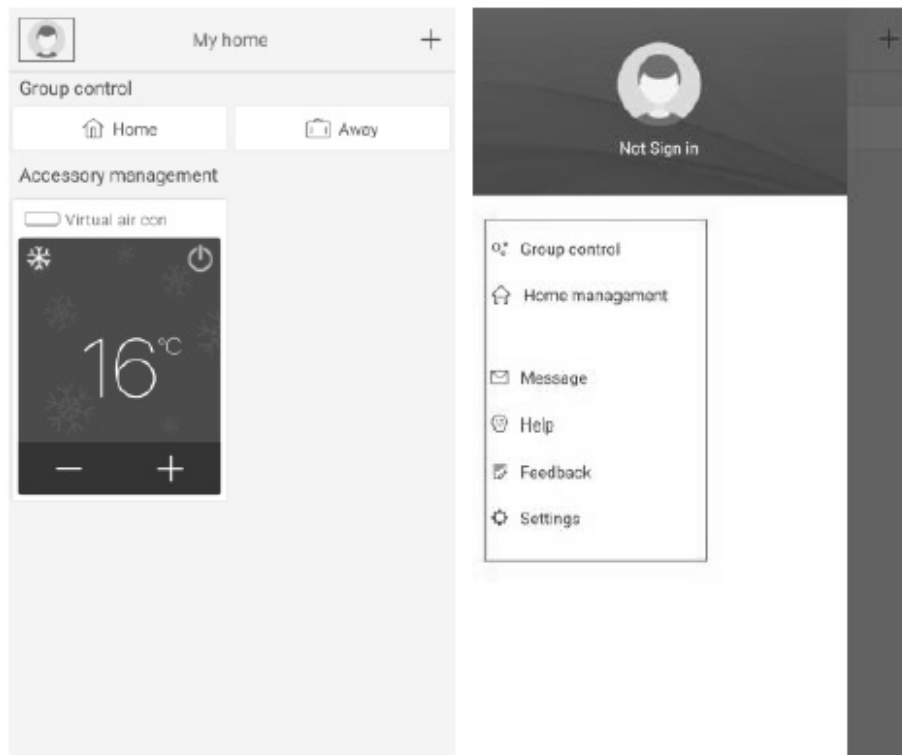 My home
Group control
Home
Away
Accessory management
Virtual air con
16°C
Not Sign in
Group control
Home management
Message
Help
Feedback
Settings